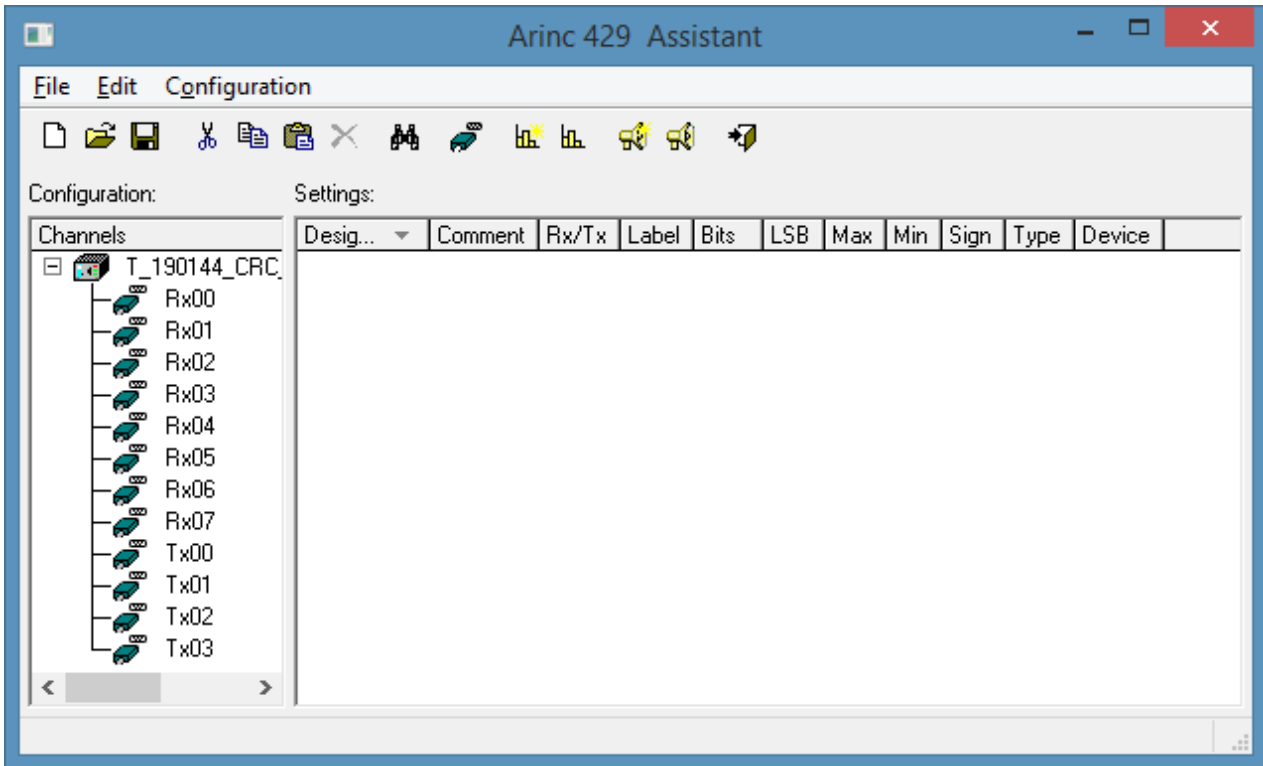 Arinc 429 Assistant
File Edit Configuration
Configuration: Settings:
Channels Desig... Comment Rx/Tx Label Bits LSB Max Min Sign Type Device
T_190144_CRC_
Rx00
Rx01
Rx02
Rx03
Rx04
Rx05
Rx06
Rx07
Tx00
Tx01
Tx02
Tx03